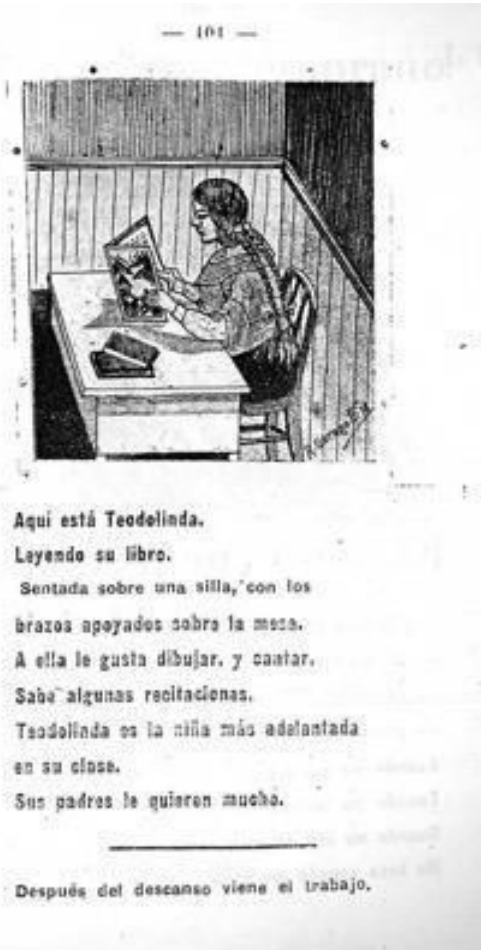 — 101 —
Aquí está Teodolinda.
Leyendo su libro.
Sentada sobre una silla, con los
brazos apoyados sobre la mesa.
A ella le gusta dibujar. y cantar.
Sabe algunas recitaciones.
Teodolinda es la niña más adelantada
en su clase.
Sus padres le quieren mucho.
Después del descanso viene el trabajo.